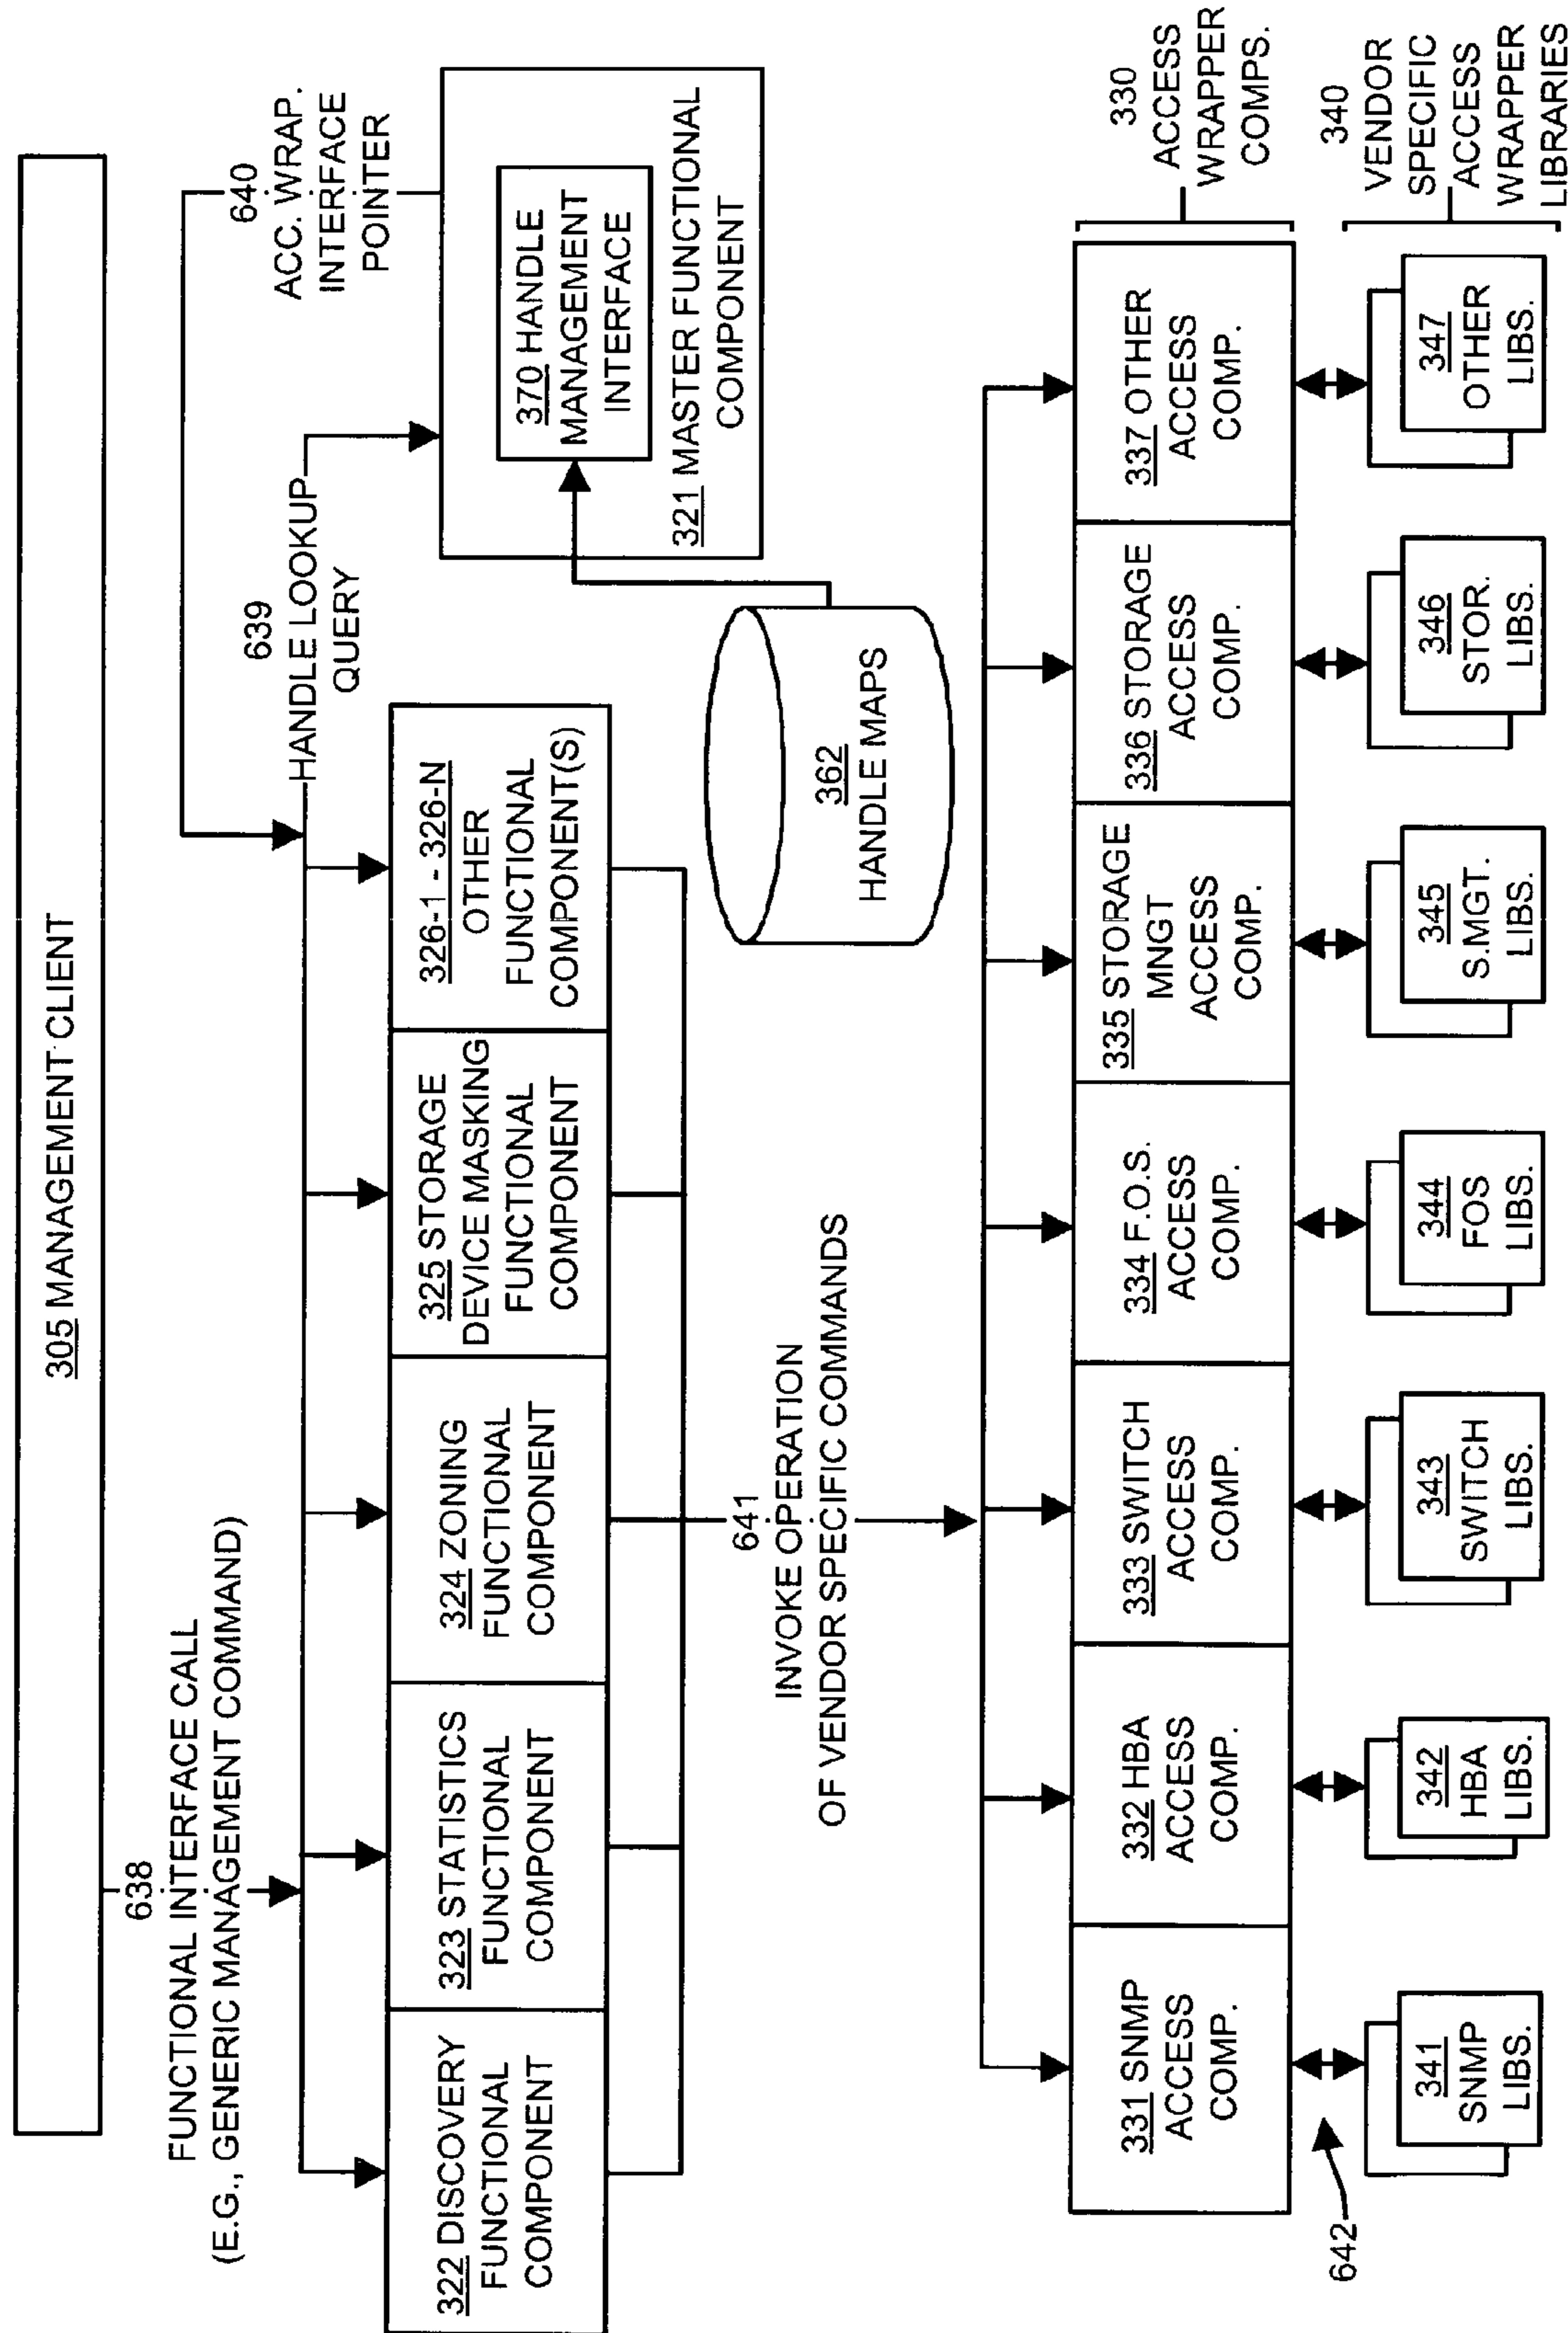 305 MANAGEMENT CLIENT
638
FUNCTIONAL INTERFACE CALL
(E.G., GENERIC MANAGEMENT COMMAND)
639
HANDLE LOOKUP
QUERY
640
ACC. WRAP.
INTERFACE
POINTER
322 DISCOVERY
FUNCTIONAL
COMPONENT
323 STATISTICS
FUNCTIONAL
COMPONENT
324 ZONING
FUNCTIONAL
COMPONENT
325 STORAGE
DEVICE MASKING
FUNCTIONAL
COMPONENT
326-1 - 326-N
OTHER
FUNCTIONAL
COMPONENT(S)
370 HANDLE
MANAGEMENT
INTERFACE
321 MASTER FUNCTIONAL
COMPONENT
362
HANDLE MAPS
641
INVOKE OPERATION
OF VENDOR SPECIFIC COMMANDS
331 SNMP
ACCESS
COMP.
332 HBA
ACCESS
COMP.
333 SWITCH
ACCESS
COMP.
334 F.O.S.
ACCESS
COMP.
335 STORAGE
MNGT
ACCESS
COMP.
336 STORAGE
ACCESS
COMP.
337 OTHER
ACCESS
COMP.
330
ACCESS
WRAPPER
COMPS.
642
341
SNMP
LIBS.
342
HBA
LIBS.
343
SWITCH
LIBS.
344
FOS
LIBS.
345
S.MGT.
LIBS.
346
STOR.
LIBS.
347
OTHER
LIBS.
340
VENDOR
SPECIFIC
ACCESS
WRAPPER
LIBRARIES